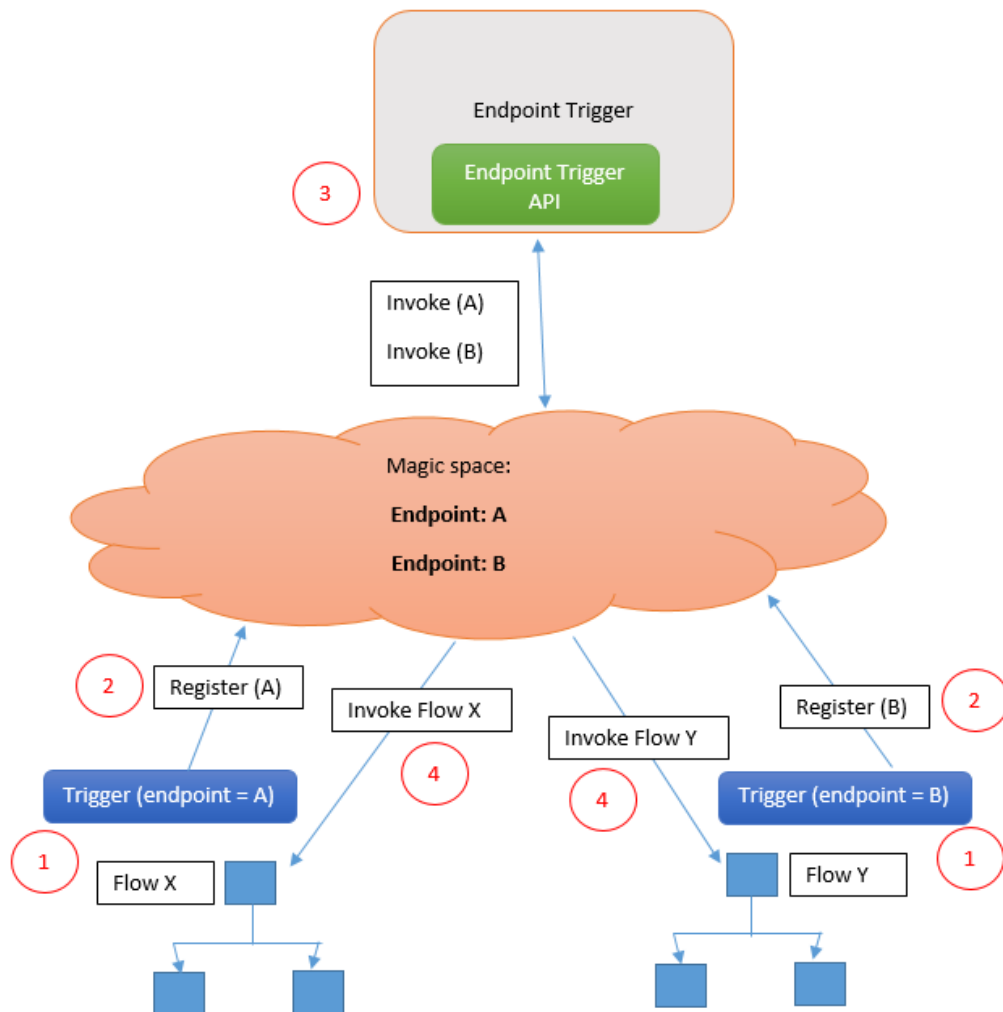 Endpoint Trigger
Endpoint Trigger
API
3
Invoke (A)
Invoke (B)
Magic space:
Endpoint: A
Endpoint: B
2
Register (A)
Invoke Flow X
4
Invoke Flow Y
4
Register (B)
2
Trigger (endpoint = A)
Trigger (endpoint = B)
1
Flow X
Flow Y
1